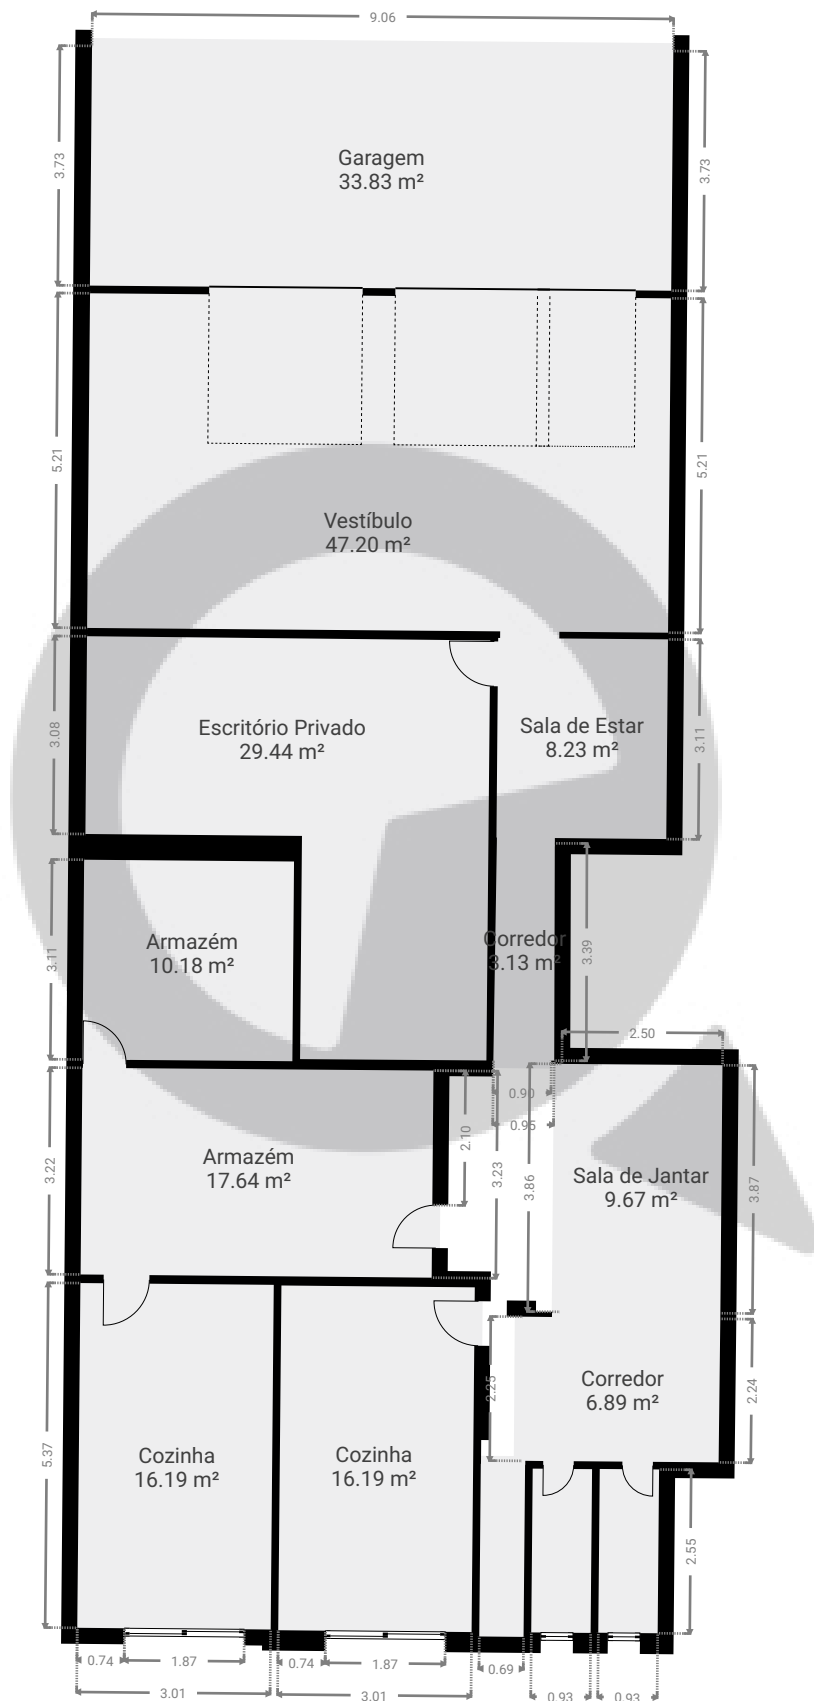 9.06
3.73
Garagem
33.83 m²
3.73
5.21
5.21
Vestíbulo
47.20 m²
3.08
Escritório Privado
29.44 m²
Sala de Estar
8.23 m²
3.11
3.11
Armazém
10.18 m²
Corredor
3.13 m²
3.39
2.50
0.90
0.95
2.10
3.22
Armazém
17.64 m²
3.23
3.86
Sala de Jantar
9.67 m²
3.87
2.25
Corredor
6.89 m²
2.24
5.37
Cozinha
16.19 m²
Cozinha
16.19 m²
2.55
0.74
1.87
0.74
1.87
0.69
3.01
3.01
0.93
0.93